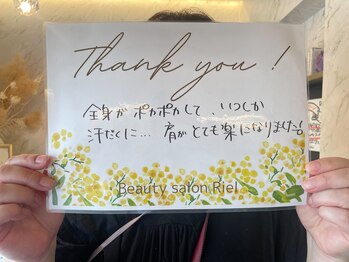 Thank you !
全身が ポカポカして、いつしか
汗だくに… 肩がとても楽になりました!
Beauty salon Riel